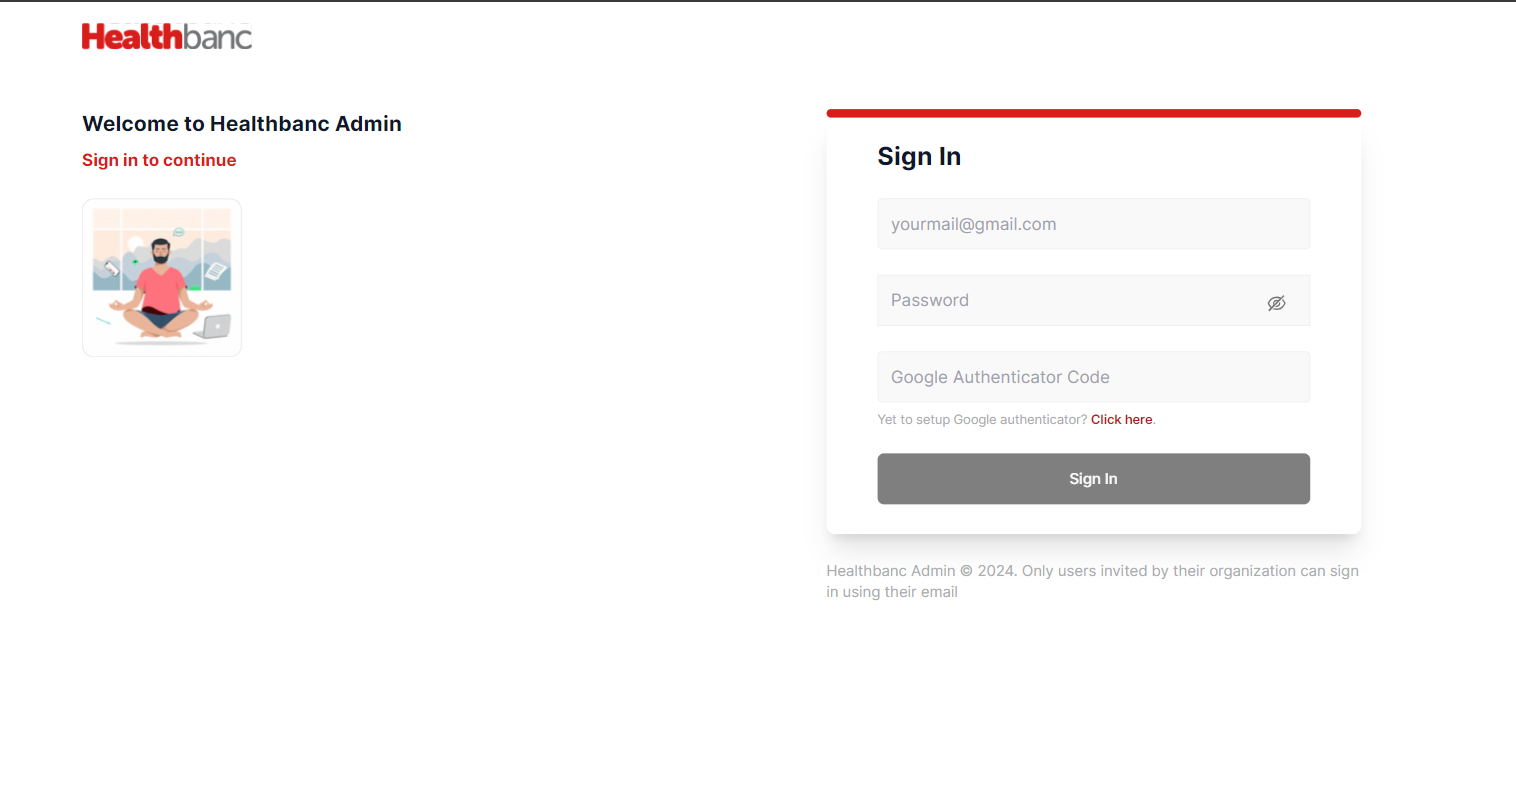 Healthbanc
Welcome to Healthbanc Admin
Sign in to continue
Sign In
yourmail@gmail.com
Password
Google Authenticator Code
Yet to setup Google authenticator? Click here.
Sign In
Healthbanc Admin © 2024. Only users invited by their organization can sign
in using their email